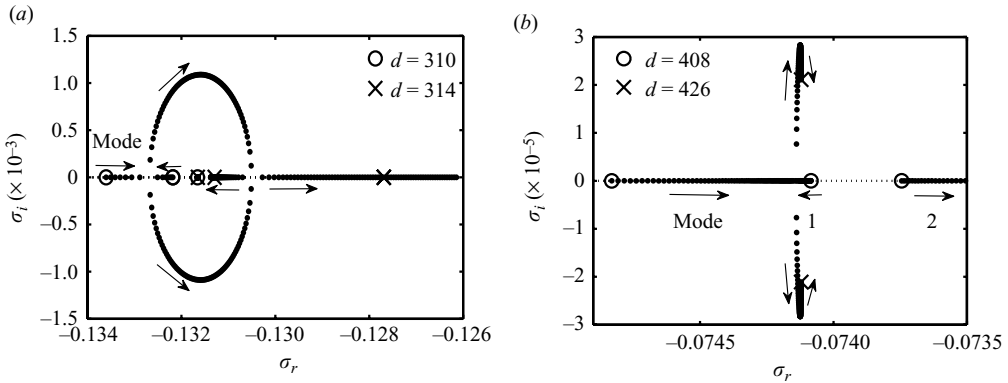 (a)
1.5
1.0
0.5
0
–0.5
–1.0
–1.5
σi (× 10–3)
d = 310
d = 314
Mode
–0.134 –0.132 –0.130 –0.128 –0.126
σr
(b)
3
2
1
0
–1
–2
–3
σi (× 10–5)
d = 408
d = 426
Mode 1 2
–0.0745 –0.0740 –0.0735
σr